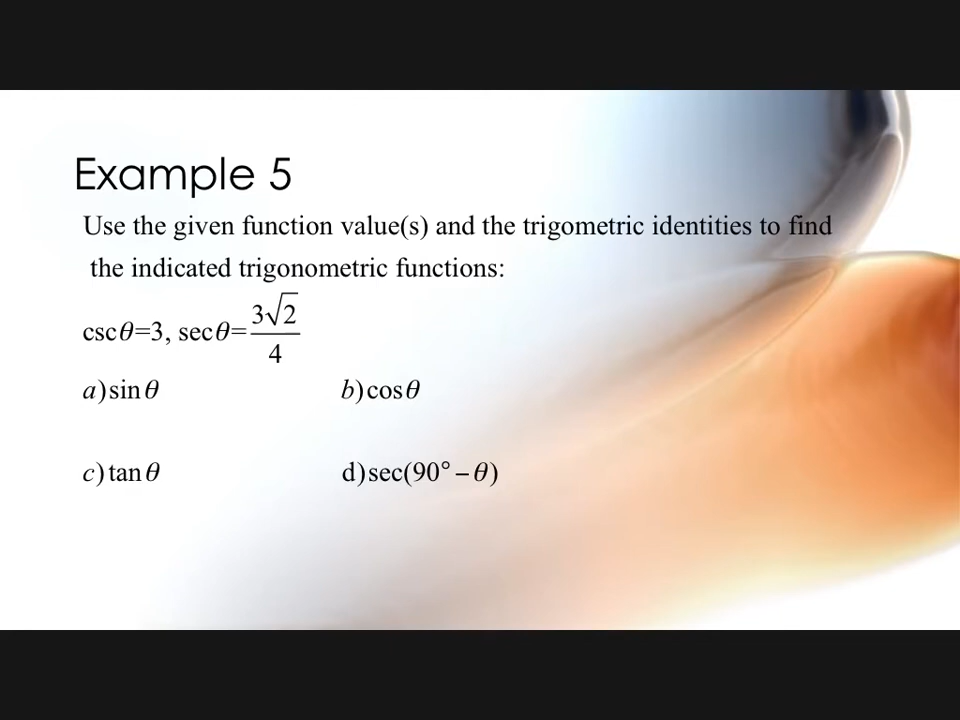 Example 5
Use the given function value(s) and the trigometric identities to find
the indicated trigonometric functions:
cscθ=3, secθ=3√2/4
a)sinθ b)cosθ
c)tanθ d)sec(90°−θ)